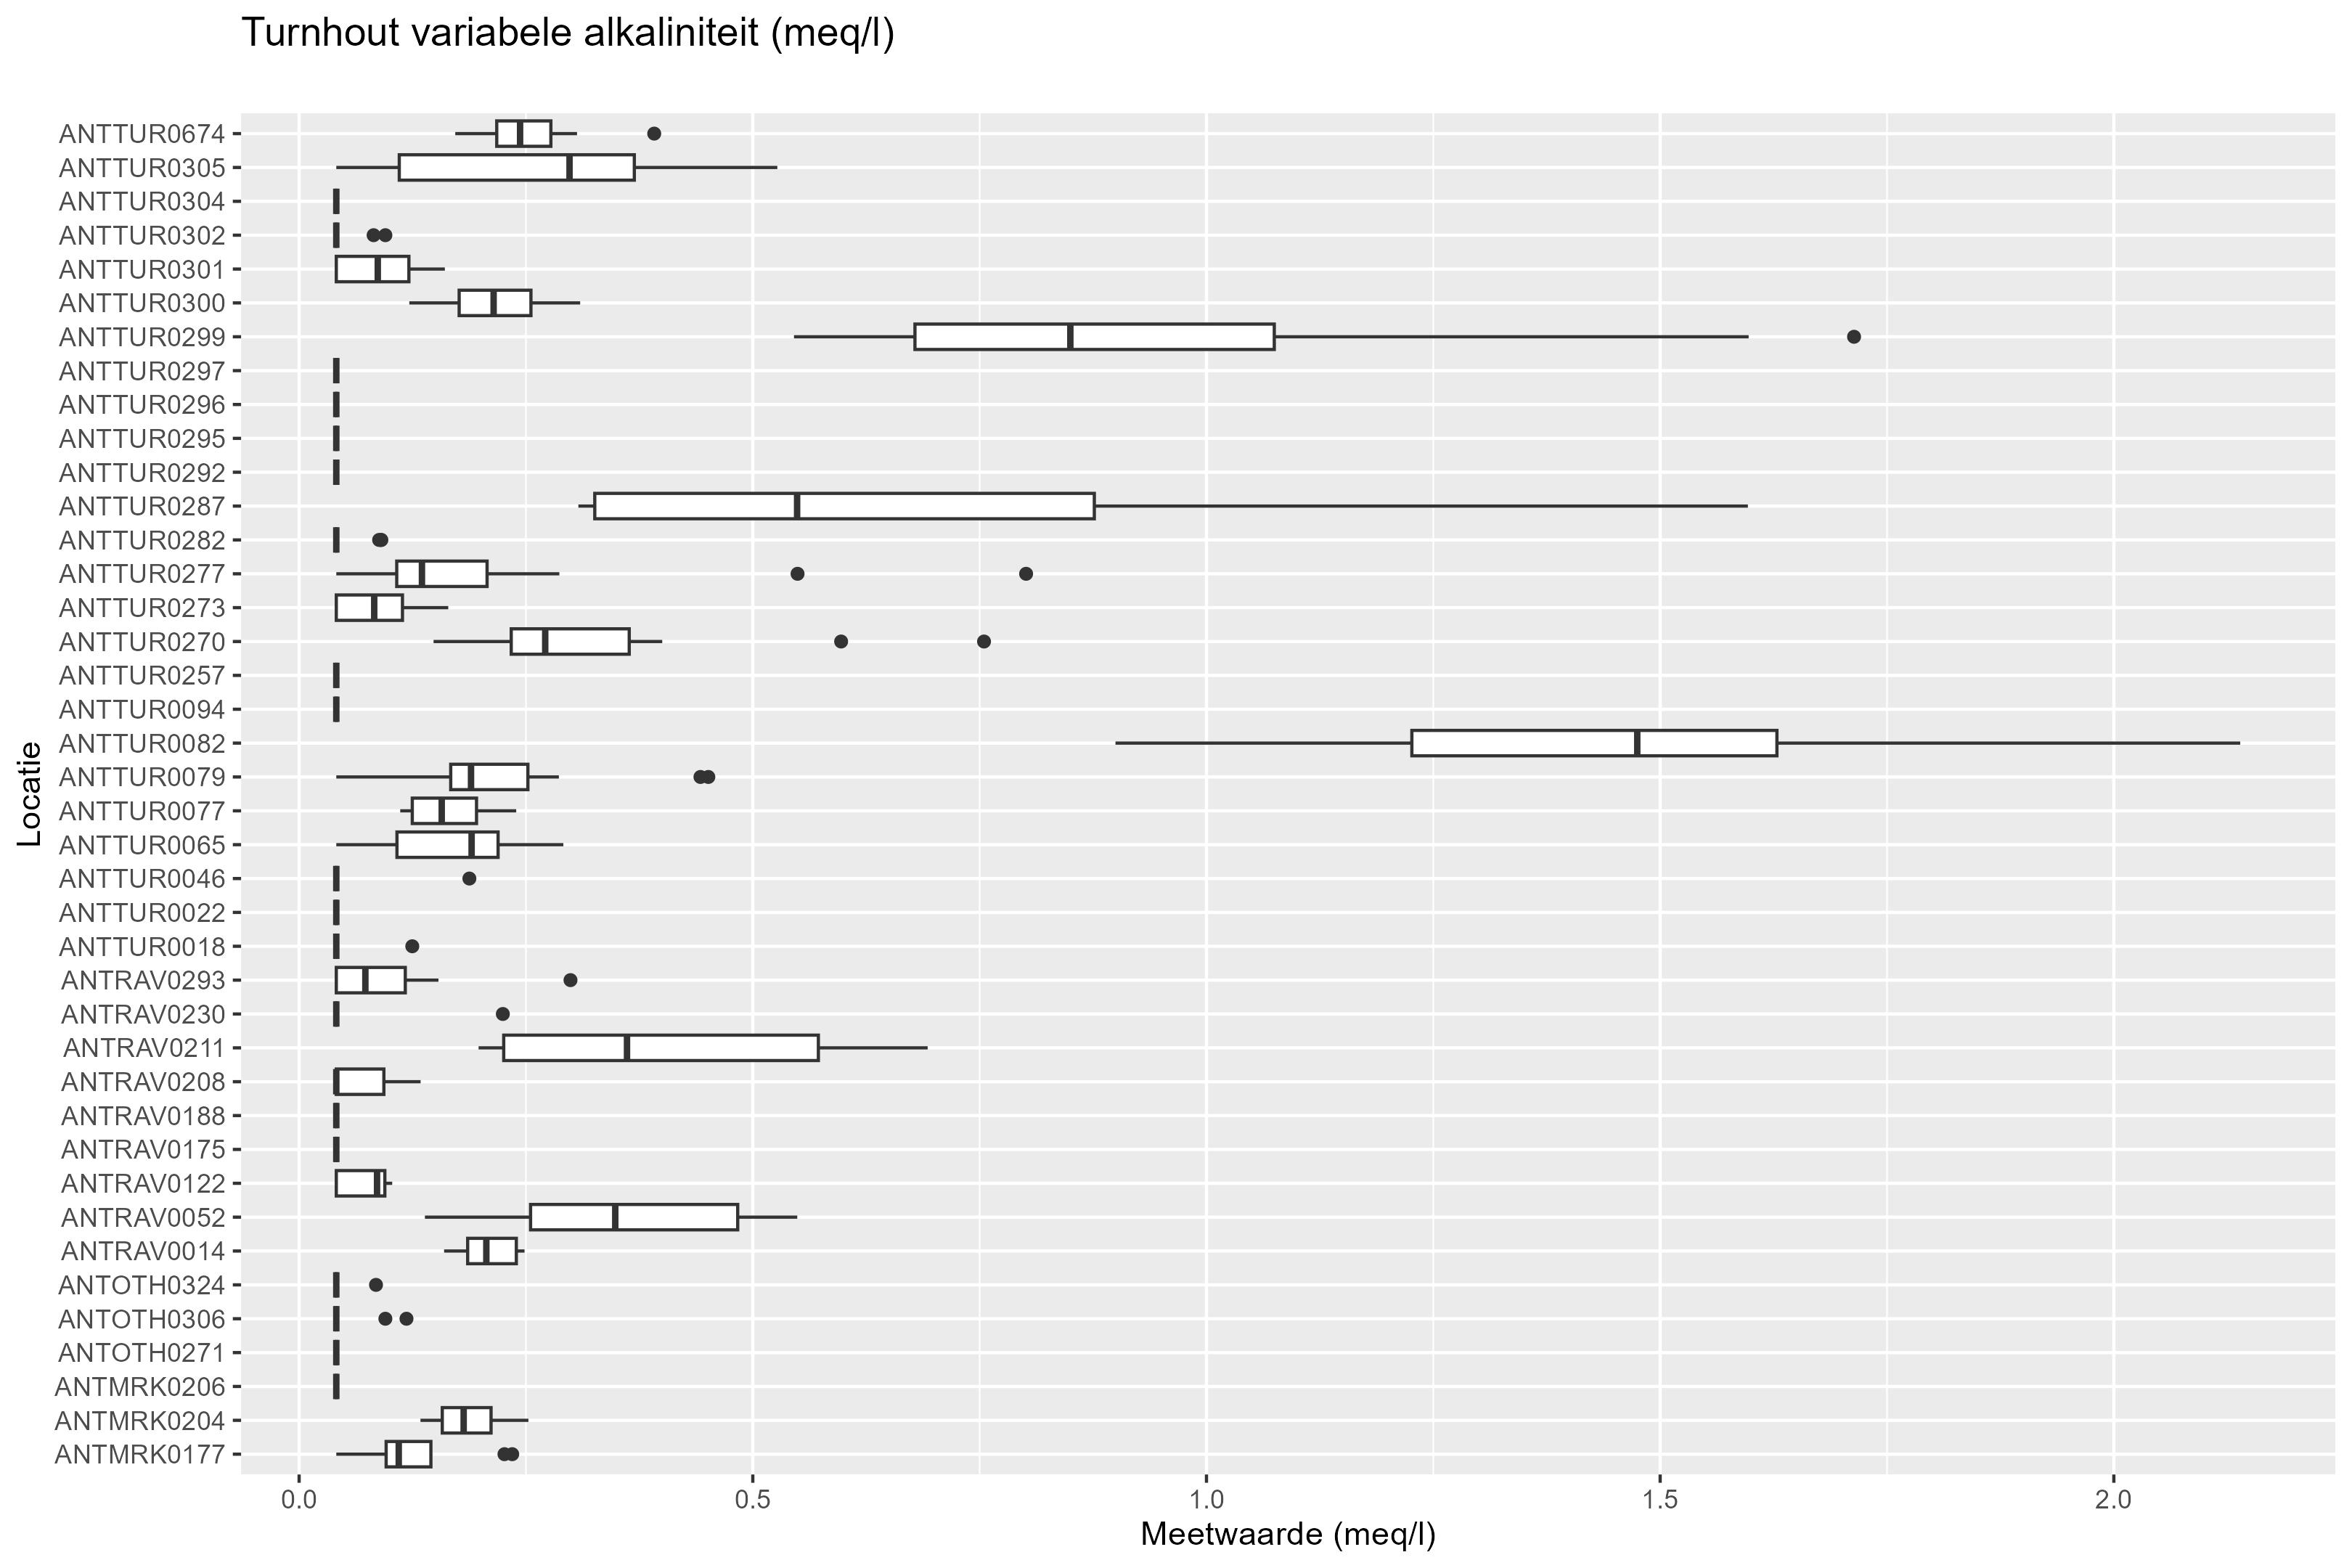 Turnhout variabele alkaliniteit (meq/l)
ANTTUR0674
ANTTUR0305
ANTTUR0304
ANTTUR0302
ANTTUR0301
ANTTUR0300
ANTTUR0299
ANTTUR0297
ANTTUR0296
ANTTUR0295
ANTTUR0292
ANTTUR0287
ANTTUR0282
ANTTUR0277
ANTTUR0273
ANTTUR0270
ANTTUR0257
ANTTUR0094
ANTTUR0082
ANTTUR0079
ANTTUR0077
ANTTUR0065
ANTTUR0046
ANTTUR0022
ANTTUR0018
ANTRAV0293
ANTRAV0230
ANTRAV0211
ANTRAV0208
ANTRAV0188
ANTRAV0175
ANTRAV0122
ANTRAV0052
ANTRAV0014
ANTOTH0324
ANTOTH0306
ANTOTH0271
ANTMRK0206
ANTMRK0204
ANTMRK0177
Locatie
0.0 0.5 1.0 1.5 2.0
Meetwaarde (meq/l)